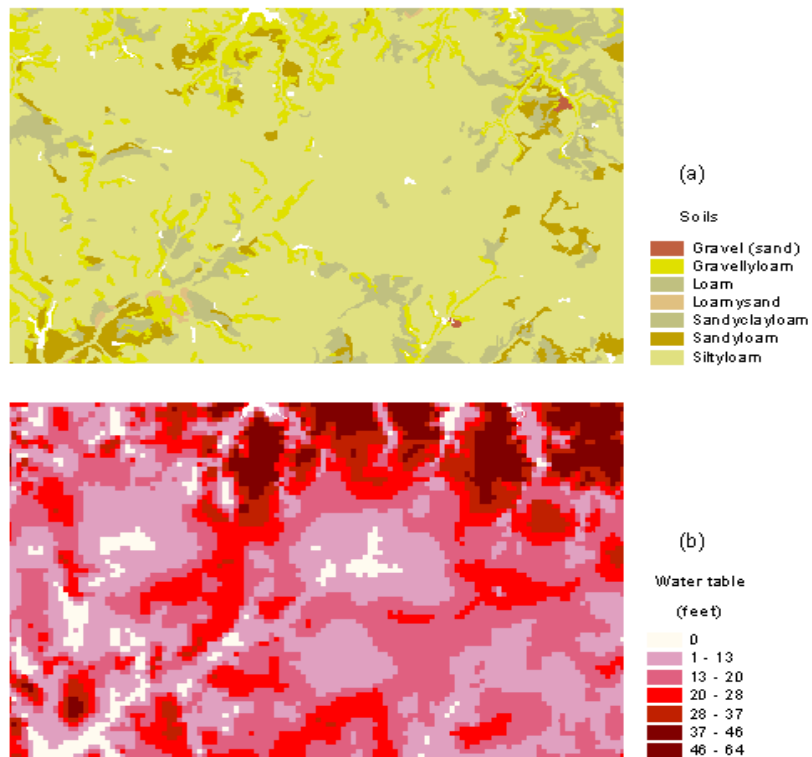 (a)
Soils
Gravel (sand)
Gravellyloam
Loam
Loamysand
Sandyclayloam
Sandyloam
Siltyloam
(b)
Water table
(feet)
0
1 - 13
13 - 20
20 - 28
28 - 37
37 - 46
46 - 64